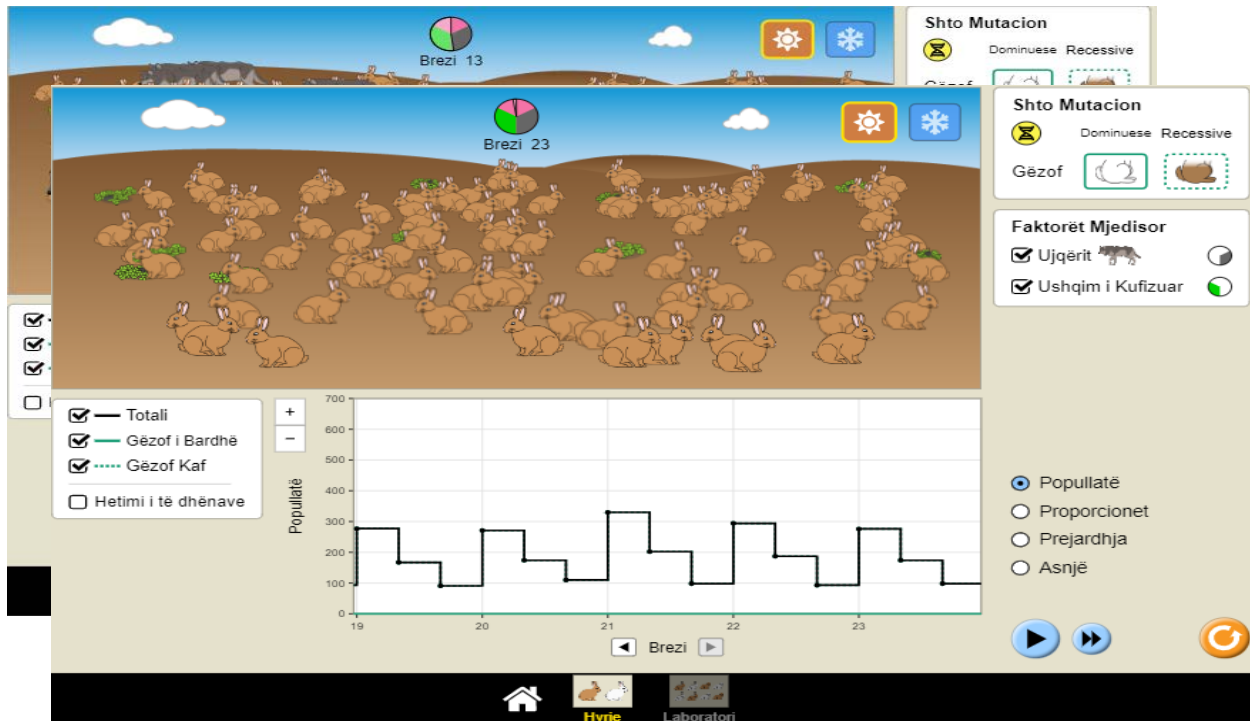 Brezi 13
Shto Mutacion
Dominuese Recessive
Brezi 23
Shto Mutacion
Dominuese Recessive
Gëzof
Faktorët Mjedisor
Ujqërit
Ushqim i Kufizuar
Totali
Gëzof i Bardhë
Gëzof Kaf
Hetimi i të dhënave
+
−
Popullatë
700
600
500
400
300
200
100
0
19 20 21 22 23
Brezi
Popullatë
Proporcionet
Prejardhja
Asnjë
Hyrje
Laboratori